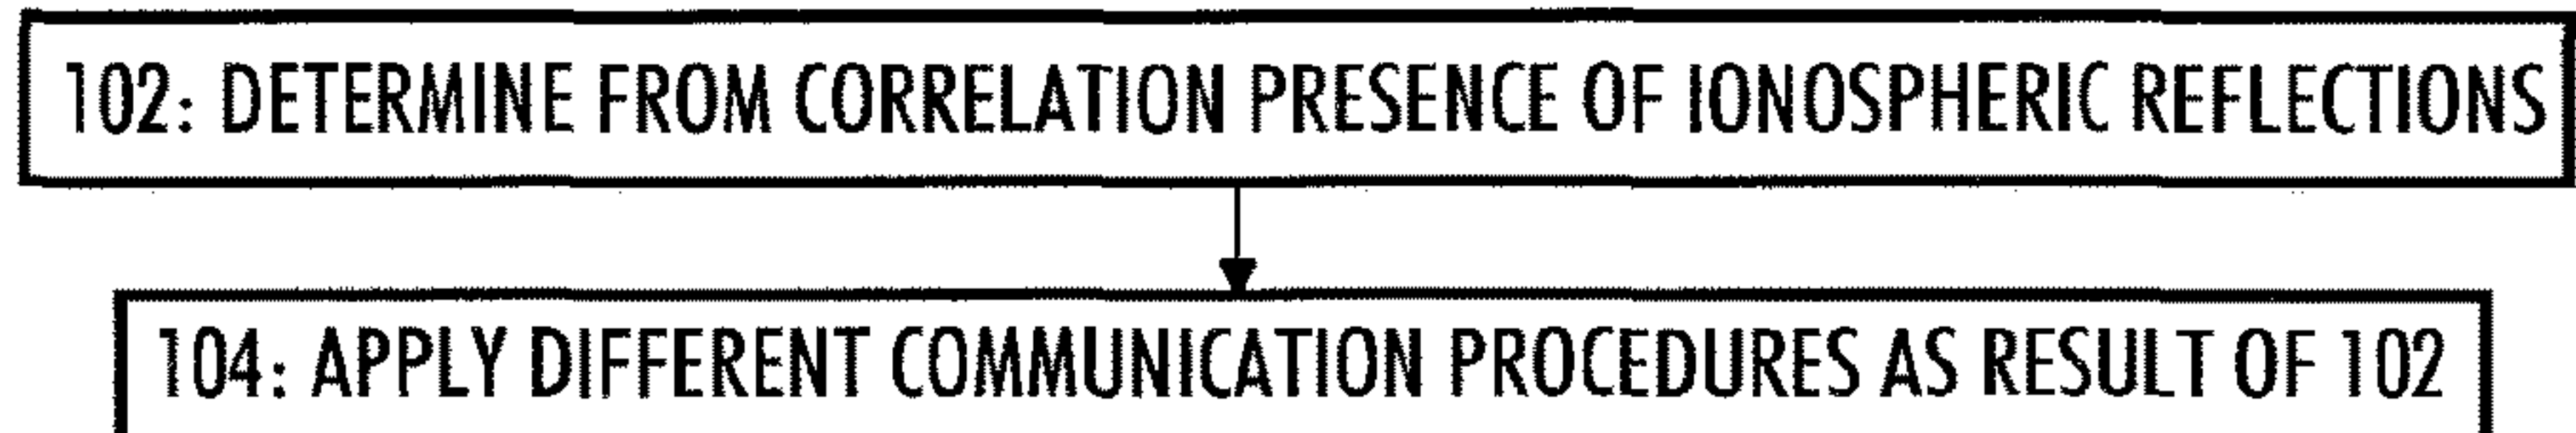 102: DETERMINE FROM CORRELATION PRESENCE OF IONOSPHERIC REFLECTIONS
104: APPLY DIFFERENT COMMUNICATION PROCEDURES AS RESULT OF 102